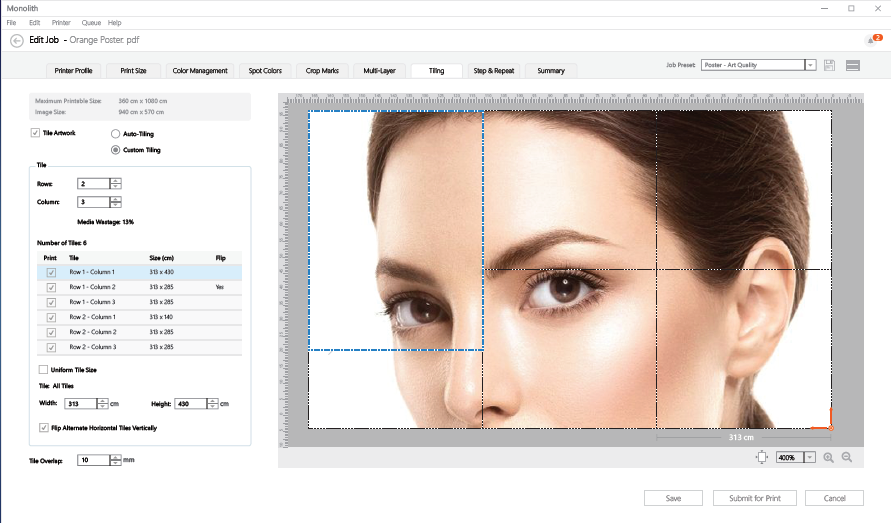 Monolith
File Edit Printer Queue Help
Edit Job - Orange Poster. pdf
2
Printer Profile Print Size Color Management Spot Colors Crop Marks Multi-Layer Tiling Step & Repeat Summary
Job Preset: Poster - Art Quality
Maximum Printable Size: 360 cm x 1080 cm
Image Size: 940 cm x 570 cm
Tile Artwork
Auto-Tiling
Custom Tiling
Tile
Rows: 2
Column: 3
Media Wastage: 13%
Number of Tiles: 6
Print Tile Size (cm) Flip
Row 1 - Column 1 313 x 430
Row 1 - Column 2 313 x 285 Yes
Row 1 - Column 3 313 x 285
Row 2 - Column 1 313 x 140
Row 2 - Column 2 313 x 285
Row 2 - Column 3 313 x 285
Uniform Tile Size
Tile: All Tiles
Width: 313 cm Height: 430 cm
Flip Alternate Horizontal Tiles Vertically
Tile Overlsp: 10 mm
313 cm
400%
Save Submit for Print Cancel